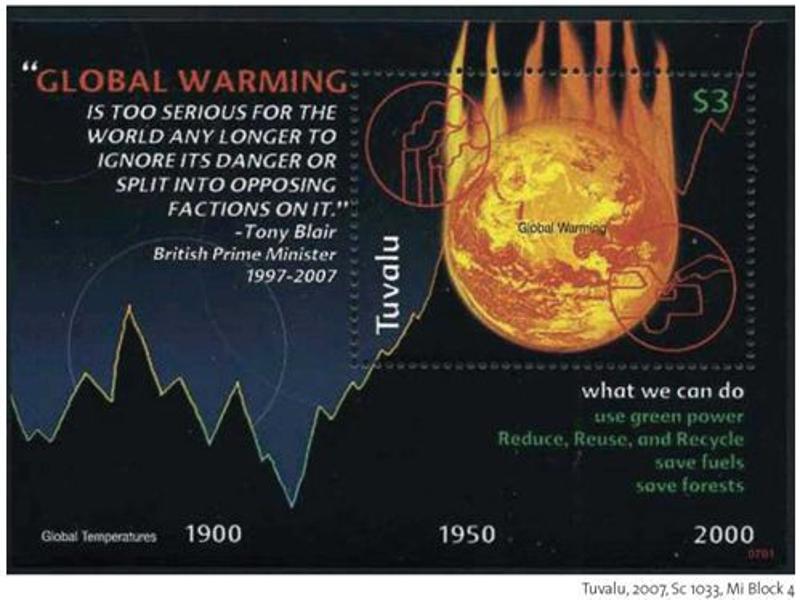 “GLOBAL WARMING
IS TOO SERIOUS FOR THE
WORLD ANY LONGER TO
IGNORE ITS DANGER OR
SPLIT INTO OPPOSING
FACTIONS ON IT.”
-Tony Blair
British Prime Minister
1997-2007
$3
Global Warming
Tuvalu
what we can do
use green power
Reduce, Reuse, and Recycle
save fuels
save forests
Global Temperatures 1900 1950 2000
0701
Tuvalu, 2007, Sc 1033, Mi Block 4